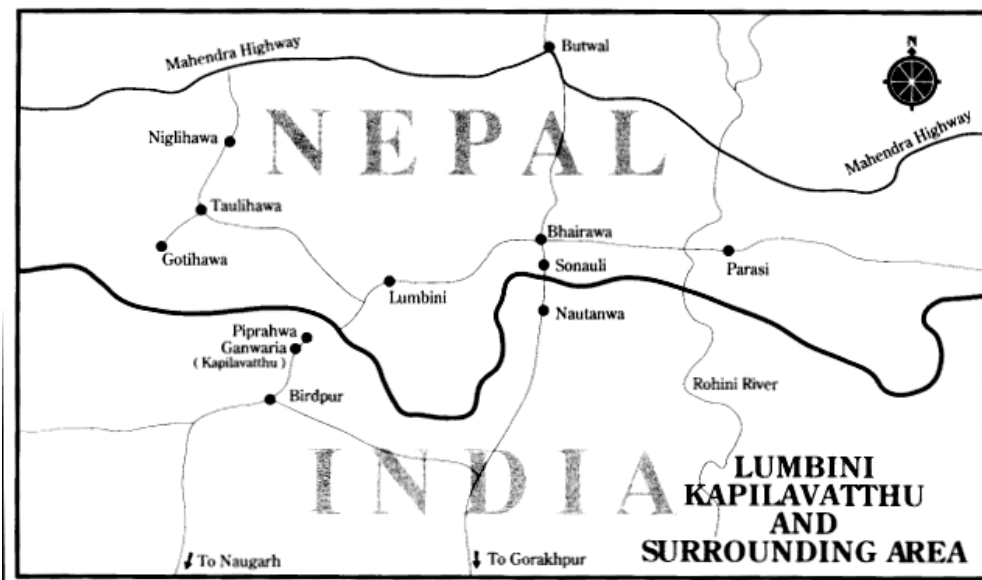 Butwal
N
Mahendra Highway
Mahendra Highway
Niglihawa
NEPAL
Taulihawa
Gotihawa
Bhairawa
Sonauli
Parasi
Lumbini
Nautanwa
Piprahwa
Ganwaria
( Kapilavatthu )
Birdpur
Rohini River
INDIA
LUMBINI
KAPILAVATTHU
AND
SURROUNDING AREA
To Naugarh
To Gorakhpur